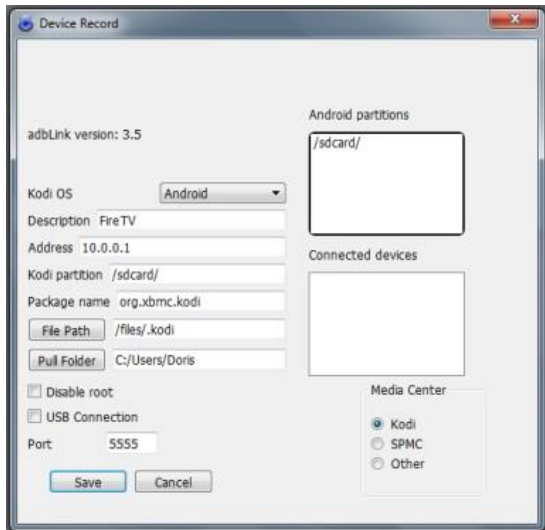 Device Record
adbLink version: 3.5
Kodi OS Android
Description FireTV
Address 10.0.0.1
Kodi partition /sdcard/
Package name org.xbmc.kodi
File Path /files/.kodi
Pull Folder C:/Users/Doris
Disable root
USB Connection
Port 5555
Save Cancel
Android partitions
/sdcard/
Connected devices
Media Center
Kodi
SPMC
Other